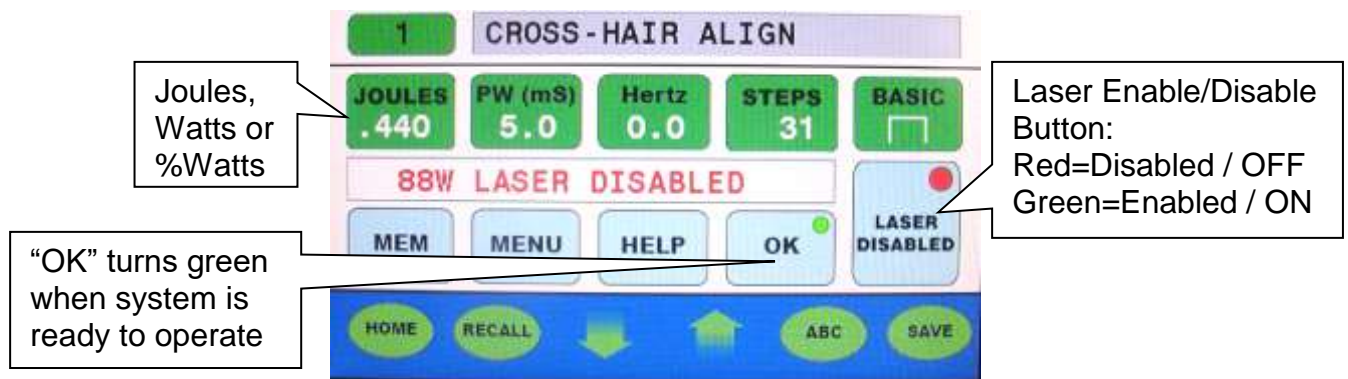 1 CROSS-HAIR ALIGN
Joules,
Watts or
%Watts
JOULES PW (mS) Hertz STEPS BASIC
.440 5.0 0.0 31
Laser Enable/Disable
Button:
Red=Disabled / OFF
Green=Enabled / ON
88W LASER DISABLED
MEM MENU HELP OK
LASER
DISABLED
“OK” turns green
when system is
ready to operate
HOME RECALL ABC SAVE